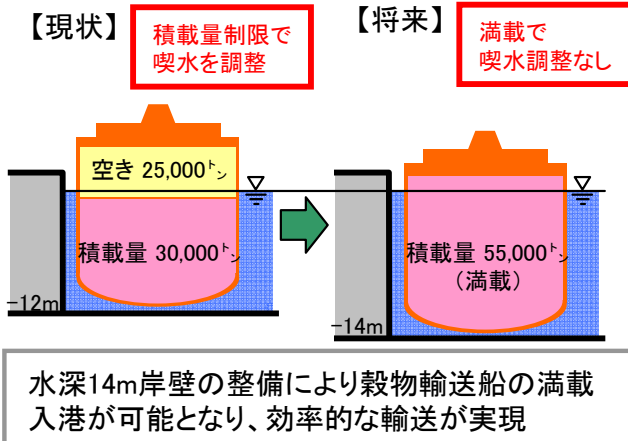 【現状】
積載量制限で
喫水を調整
【将来】
満載で
喫水調整なし
空き 25,000トン
積載量 30,000トン
-12m
積載量 55,000トン
(満載)
-14m
水深14m岸壁の整備により穀物輸送船の満載
入港が可能となり、効率的な輸送が実現